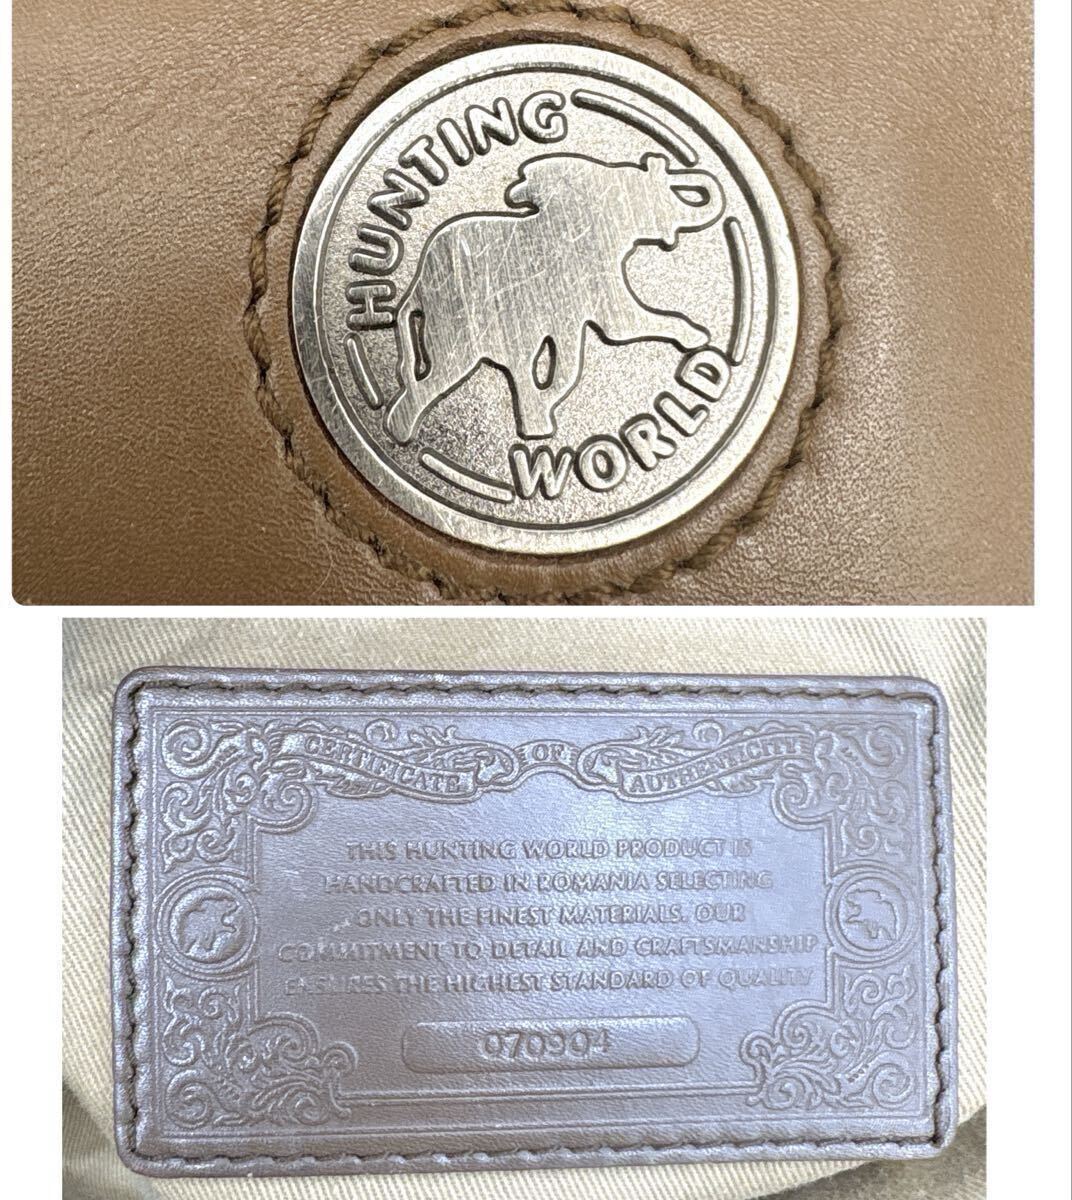 HUNTING
WORLD
CERTIFICATE OF AUTHENTICITY
THIS HUNTING WORLD PRODUCT IS
HANDCRAFTED IN ROMANIA SELECTING
ONLY THE FINEST MATERIALS. OUR
COMMITMENT TO DETAIL AND CRAFTSMANSHIP
ENSURES THE HIGHEST STANDARD OF QUALITY
070904